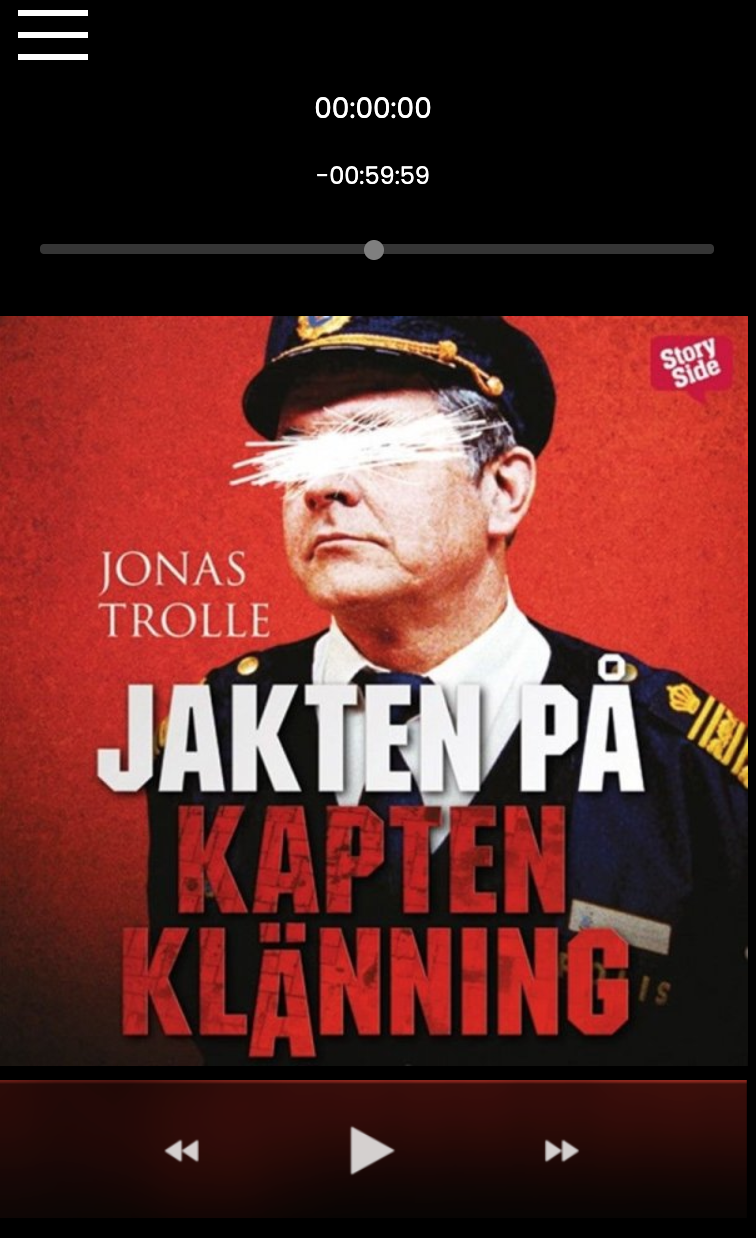 00:00:00
-00:59:59
Story
Side
JONAS
TROLLE
JAKTEN PÅ
KAPTEN
KLÄNNING